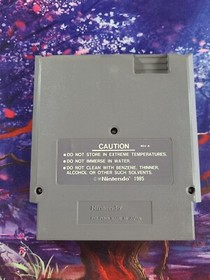 CAUTION
●DO NOT STORE IN EXTREME TEMPERATURES.
●DO NOT IMMERSE IN WATER.
●DO NOT CLEAN WITH BENZENE, THINNER,
ALCOHOL OR OTHER SUCH SOLVENTS.
©Nintendo 1985